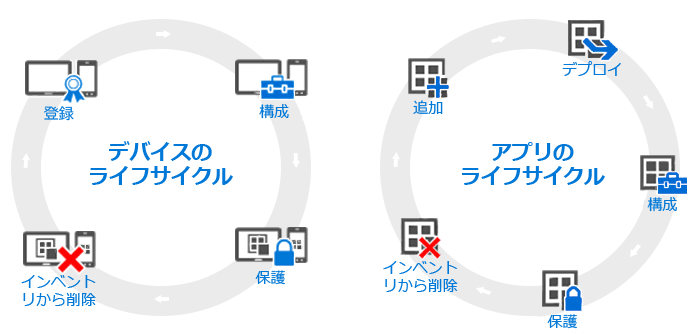 登録
構成
デバイスの
ライフサイクル
インベント
リから削除
保護
デプロイ
追加
アプリの
ライフサイクル
構成
インベント
リから削除
保護